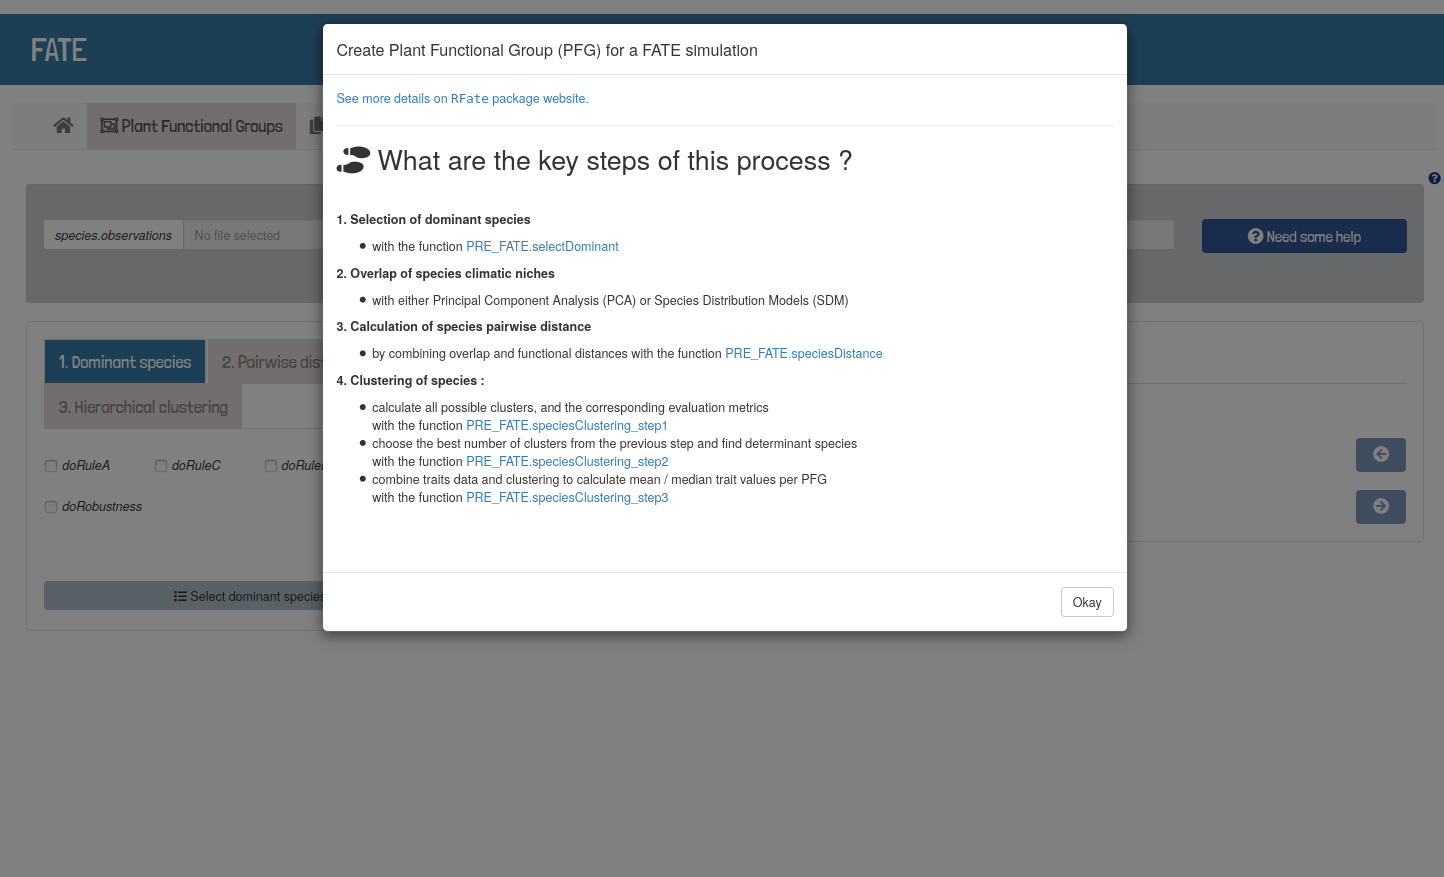 FATE
Create Plant Functional Group (PFG) for a FATE simulation
See more details on RFate package website.
Plant Functional Groups
What are the key steps of this process ?
1. Selection of dominant species
species.observations No file selected
Need some help
with the function PRE_FATE.selectDominant
2. Overlap of species climatic niches
with either Principal Component Analysis (PCA) or Species Distribution Models (SDM)
3. Calculation of species pairwise distance
by combining overlap and functional distances with the function PRE_FATE.speciesDistance
1. Dominant species
2. Pairwise dist
4. Clustering of species :
3. Hierarchical clustering
calculate all possible clusters, and the corresponding evaluation metrics
with the function PRE_FATE.speciesClustering_step1
choose the best number of clusters from the previous step and find determinant species
with the function PRE_FATE.speciesClustering_step2
doRuleA doRuleC
combine traits data and clustering to calculate mean / median trait values per PFG
with the function PRE_FATE.speciesClustering_step3
doRobustness
Select dominant species
Okay